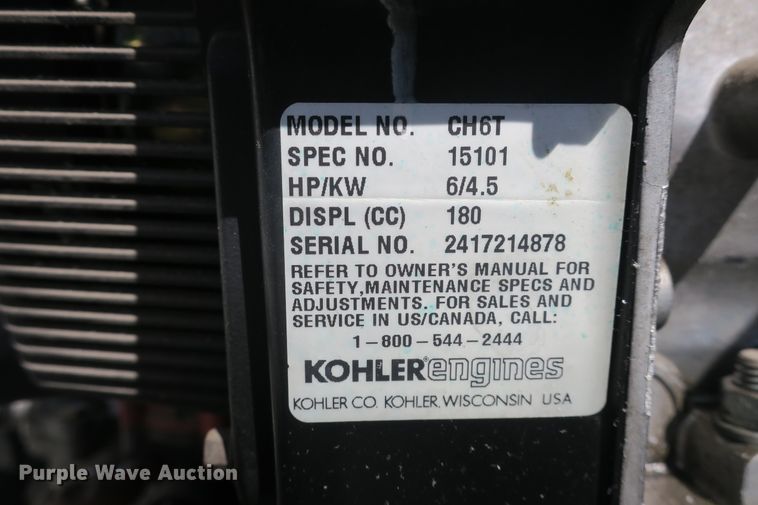 MODEL NO. CH6T
SPEC NO. 15101
HP/KW 6/4.5
DISPL (CC) 180
SERIAL NO. 2417214878
REFER TO OWNER'S MANUAL FOR
SAFETY,MAINTENANCE SPECS AND
ADJUSTMENTS. FOR SALES AND
SERVICE IN US/CANADA, CALL:
1-800-544-2444
KOHLER® engines
KOHLER CO. KOHLER, WISCONSIN USA
Purple Wave Auction